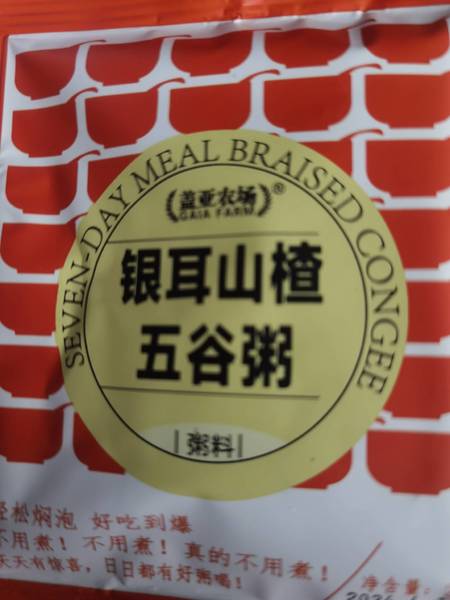 SEVEN-DAY MEAL BRAISED CONGEE
盖亚农场®
GAIA FARM
银耳山楂
五谷粥
粥料
轻松焖泡 好吃到爆
不用煮！不用煮！真的不用煮！
天天有惊喜，日日都有好粥喝！
净含量：